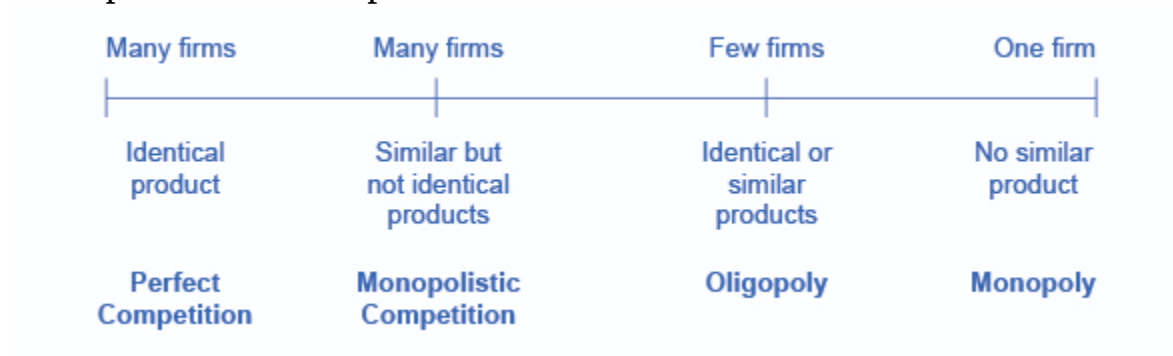 Many firms
Many firms
Few firms
One firm
Identical
product
Similar but
not identical
products
Identical or
similar
products
No similar
product
Perfect
Competition
Monopolistic
Competition
Oligopoly
Monopoly